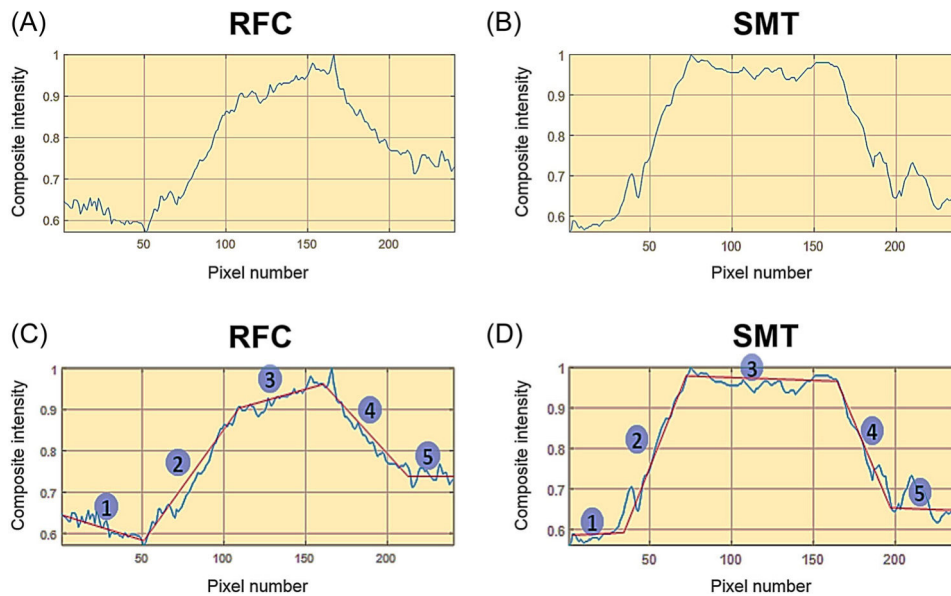 (A)
RFC
Composite intensity
1
0.9
0.8
0.7
0.6
50 100 150 200
Pixel number
(B)
SMT
Composite intensity
1
0.9
0.8
0.7
0.6
50 100 150 200
Pixel number
(C)
RFC
Composite intensity
1
0.9
0.8
0.7
0.6
1 2 3 4 5
50 100 150 200
Pixel number
(D)
SMT
Composite intensity
1
0.9
0.8
0.7
0.6
1 2 3 4 5
50 100 150 200
Pixel number